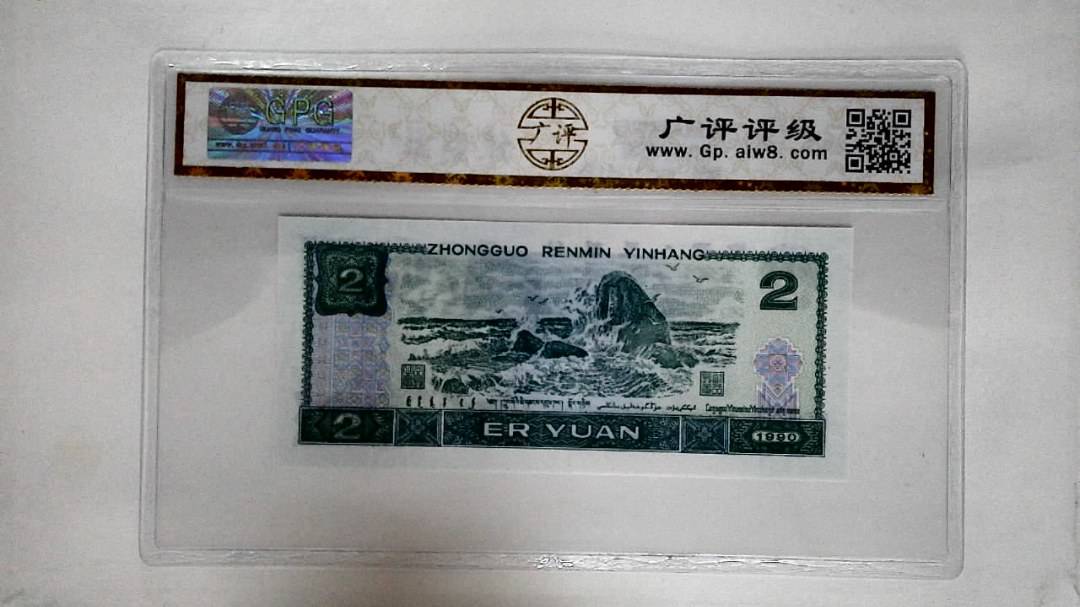 GPG
广评
广评评级
www. Gp. aiw8. com
ZHONGGUO RENMIN YINHANG
2
2
2
ER YUAN
1990